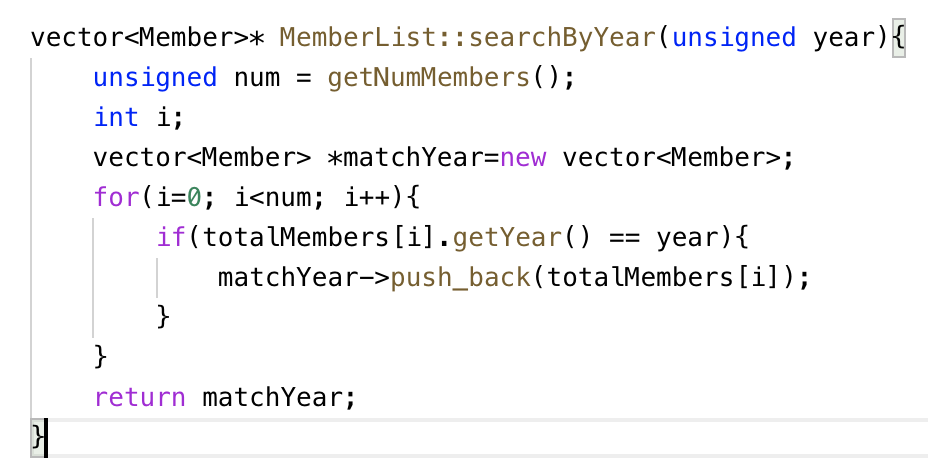 vector<Member>* MemberList::searchByYear(unsigned year){
    unsigned num = getNumMembers();
    int i;
    vector<Member> *matchYear=new vector<Member>;
    for(i=0; i<num; i++){
        if(totalMembers[i].getYear() == year){
            matchYear->push_back(totalMembers[i]);
        }
    }
    return matchYear;
}